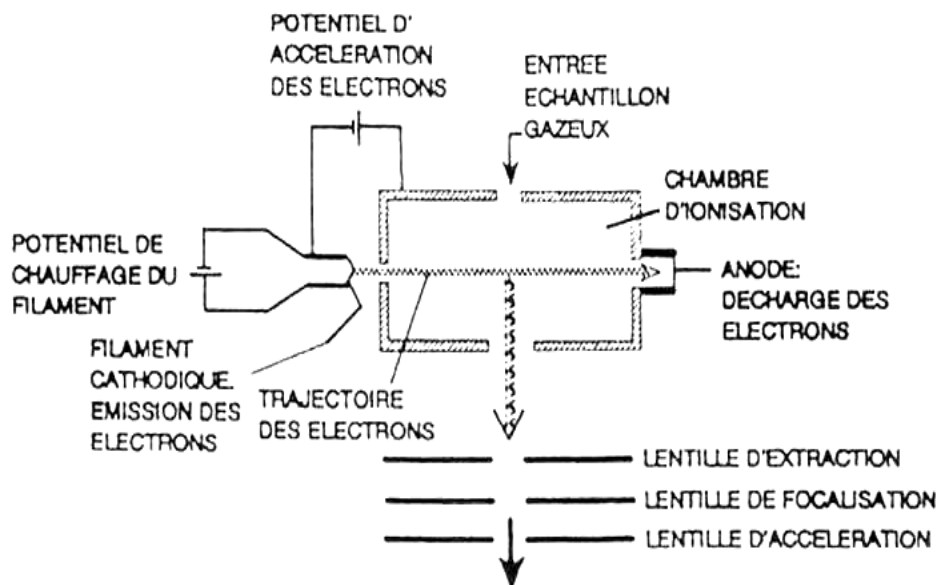 POTENTIEL D'
ACCELERATION
DES ELECTRONS
ENTREE
ECHANTILLON
GAZEUX
CHAMBRE
D'IONISATION
POTENTIEL DE
CHAUFFAGE DU
FILAMENT
ANODE:
DECHARGE DES
ELECTRONS
FILAMENT
CATHODIQUE.
EMISSION DES
ELECTRONS
TRAJECTOIRE
DES ELECTRONS
LENTILLE D'EXTRACTION
LENTILLE DE FOCALISATION
LENTILLE D'ACCELERATION